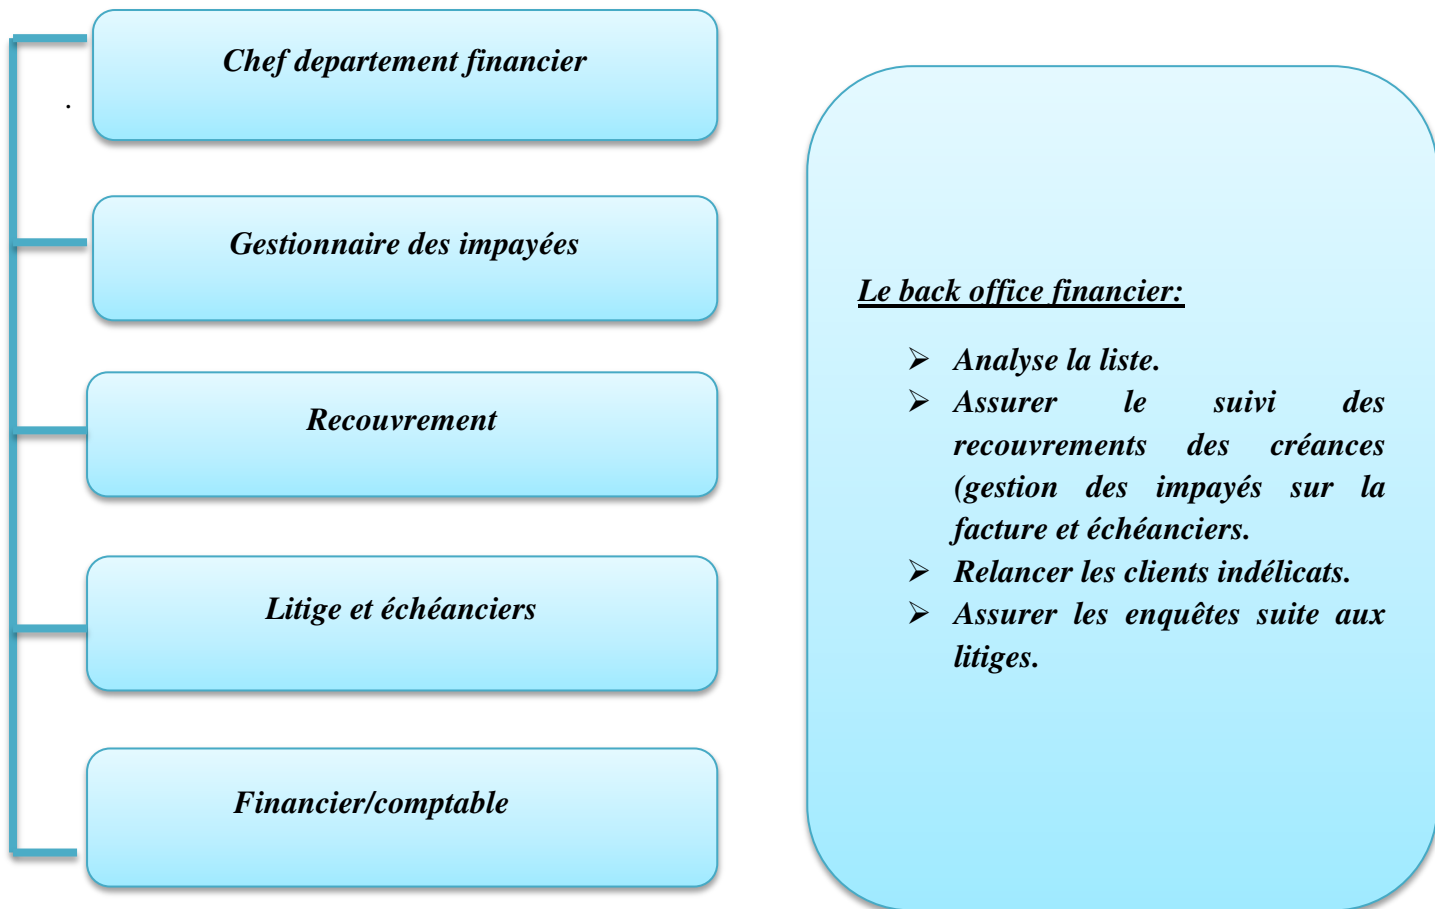 Chef departement financier
.
Gestionnaire des impayées
Recouvrement
Litige et échéanciers
Financier/comptable
Le back office financier:
➢ Analyse la liste.
➢ Assurer le suivi des
recouvrements des créances
(gestion des impayés sur la
facture et échéanciers.
➢ Relancer les clients indélicats.
➢ Assurer les enquêtes suite aux
litiges.